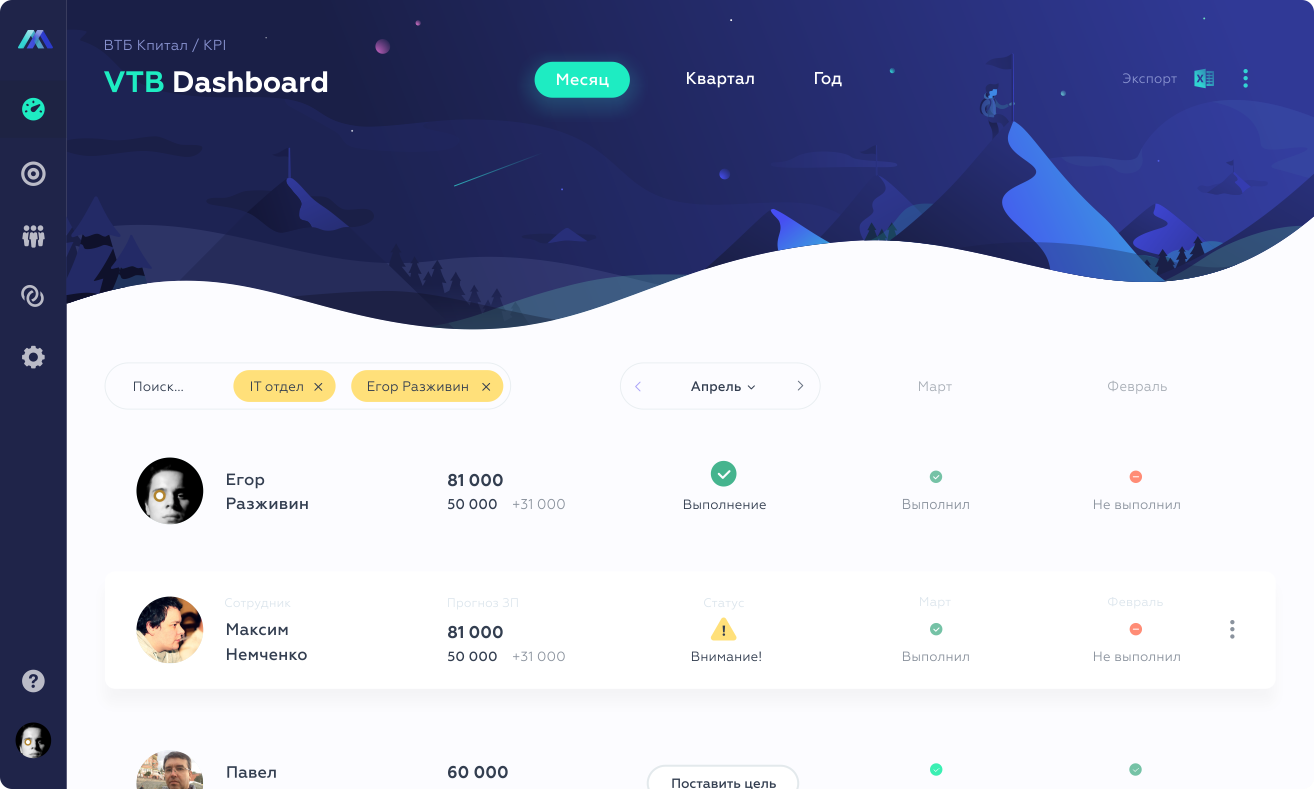 ВТБ Кпитал / KPI
VTB Dashboard
Месяц
Квартал
Год
Экспорт
Поиск...
IT отдел
Егор Разживин
Апрель
Март
Февраль
Егор
Разживин
81 000
50 000 +31 000
Выполнение
Выполнил
Не выполнил
Сотрудник
Прогноз ЗП
Статус
Март
Февраль
Максим
Немченко
81 000
50 000 +31 000
Внимание!
Выполнил
Не выполнил
Павел
60 000
Поставить цель